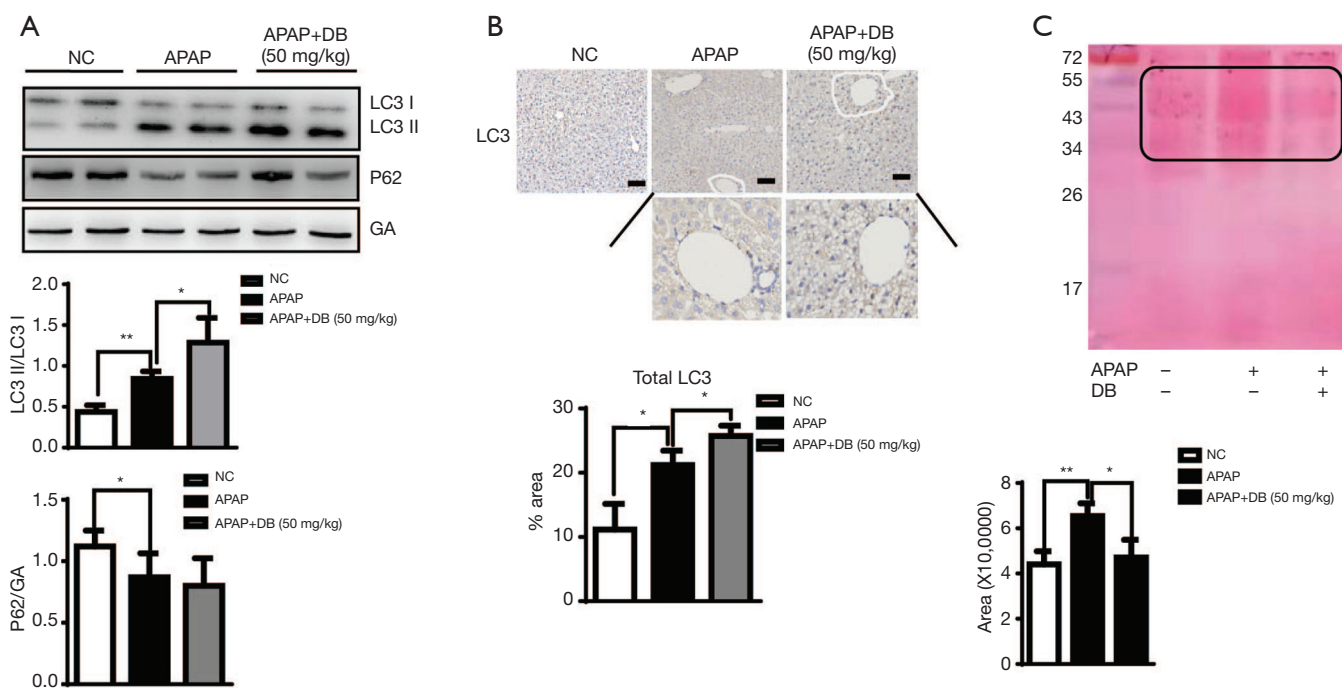 A
NC
APAP
APAP+DB
(50 mg/kg)
LC3 I
LC3 II
P62
GA
2.0
1.5
1.0
0.5
0.0
LC3 II/LC3 I
**
*
NC
APAP
APAP+DB (50 mg/kg)
1.5
1.0
0.5
0.0
P62/GA
*
NC
APAP
APAP+DB (50 mg/kg)
B
NC
APAP
APAP+DB
(50 mg/kg)
LC3
Total LC3
30
20
10
0
% area
*
*
NC
APAP
APAP+DB (50 mg/kg)
C
72
55
43
34
26
17
APAP – + +
DB – – +
8
6
4
2
0
Area (X10,0000)
**
*
NC
APAP
APAP+DB (50 mg/kg)